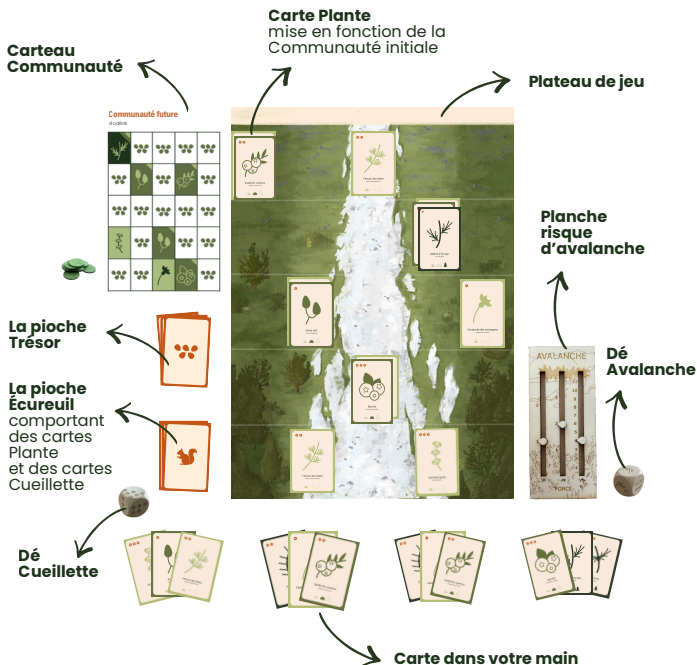 Carte Plante
mise en fonction de la
Communauté initiale
Carteau
Communauté
Plateau de jeu
Communauté future
Planche
risque
d’avalanche
La pioche
Trésor
AVALANCHE
Dé
Avalanche
La pioche
Écureuil
comportant
des cartes
Plante
et des cartes
Cueillette
FORCE
Dé
Cueillette
Carte dans votre main